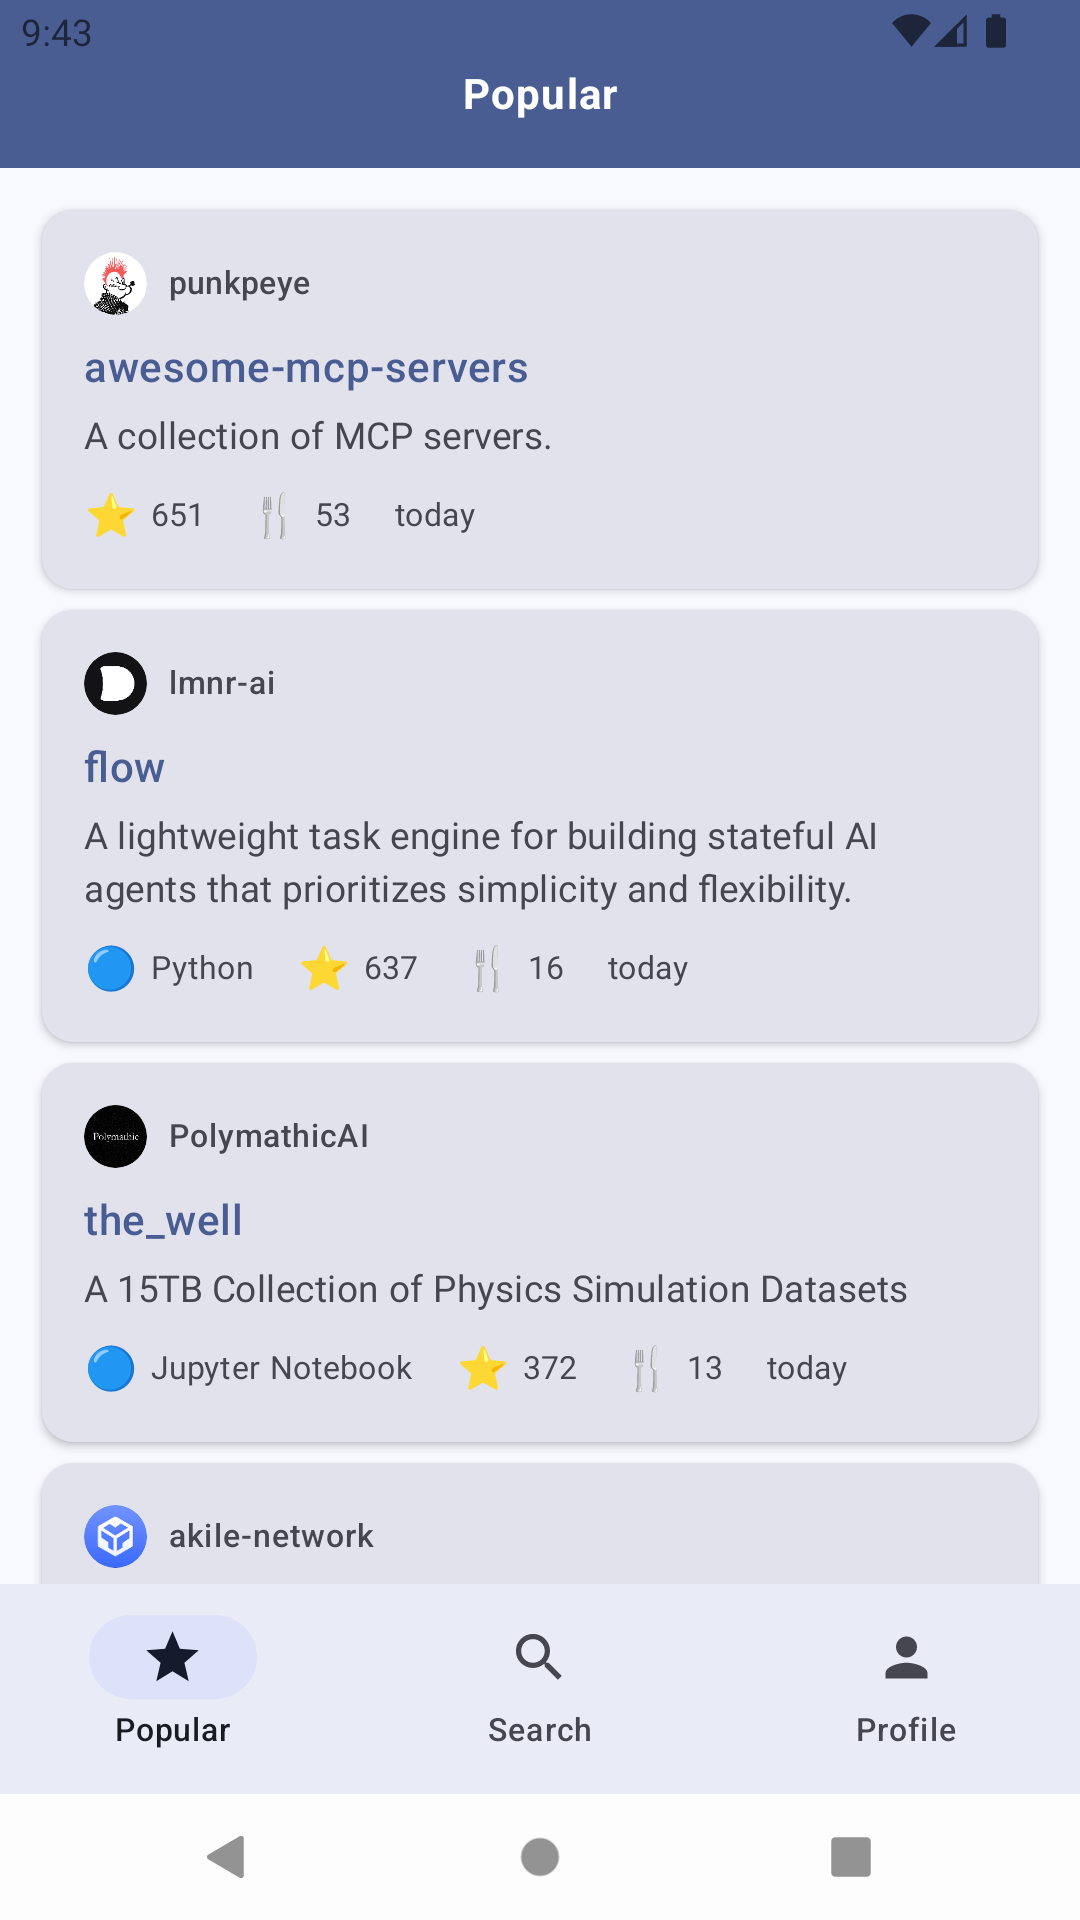 9:43
Popular
punkpeye
awesome-mcp-servers
A collection of MCP servers.
651 53 today
lmnr-ai
flow
A lightweight task engine for building stateful AI
agents that prioritizes simplicity and flexibility.
Python 637 16 today
Polymathic
PolymathicAI
the_well
A 15TB Collection of Physics Simulation Datasets
Jupyter Notebook 372 13 today
akile-network
Popular Search Profile